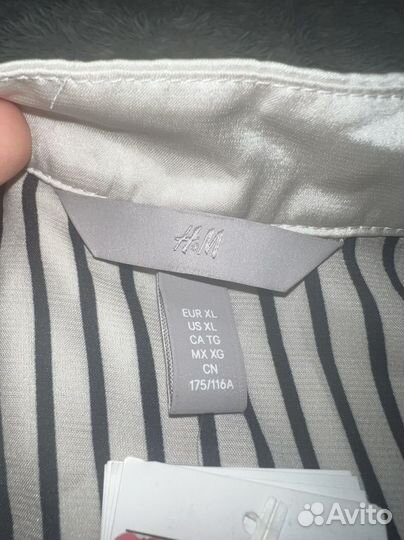 H&M
EUR XL
US XL
CA TG
MX XG
CN
175/116A
Avito